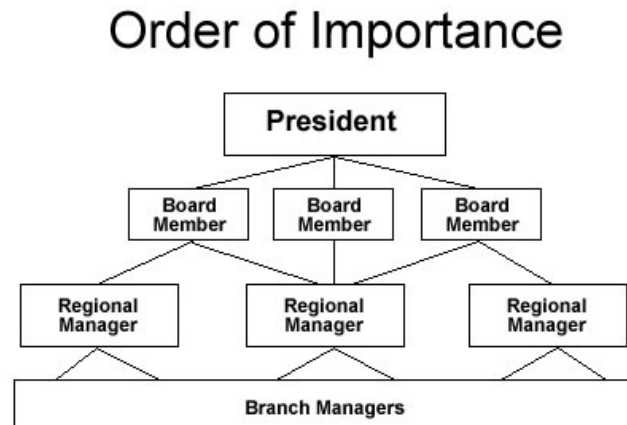 Order of Importance
President
Board
Member
Board
Member
Board
Member
Regional
Manager
Regional
Manager
Regional
Manager
Branch Managers